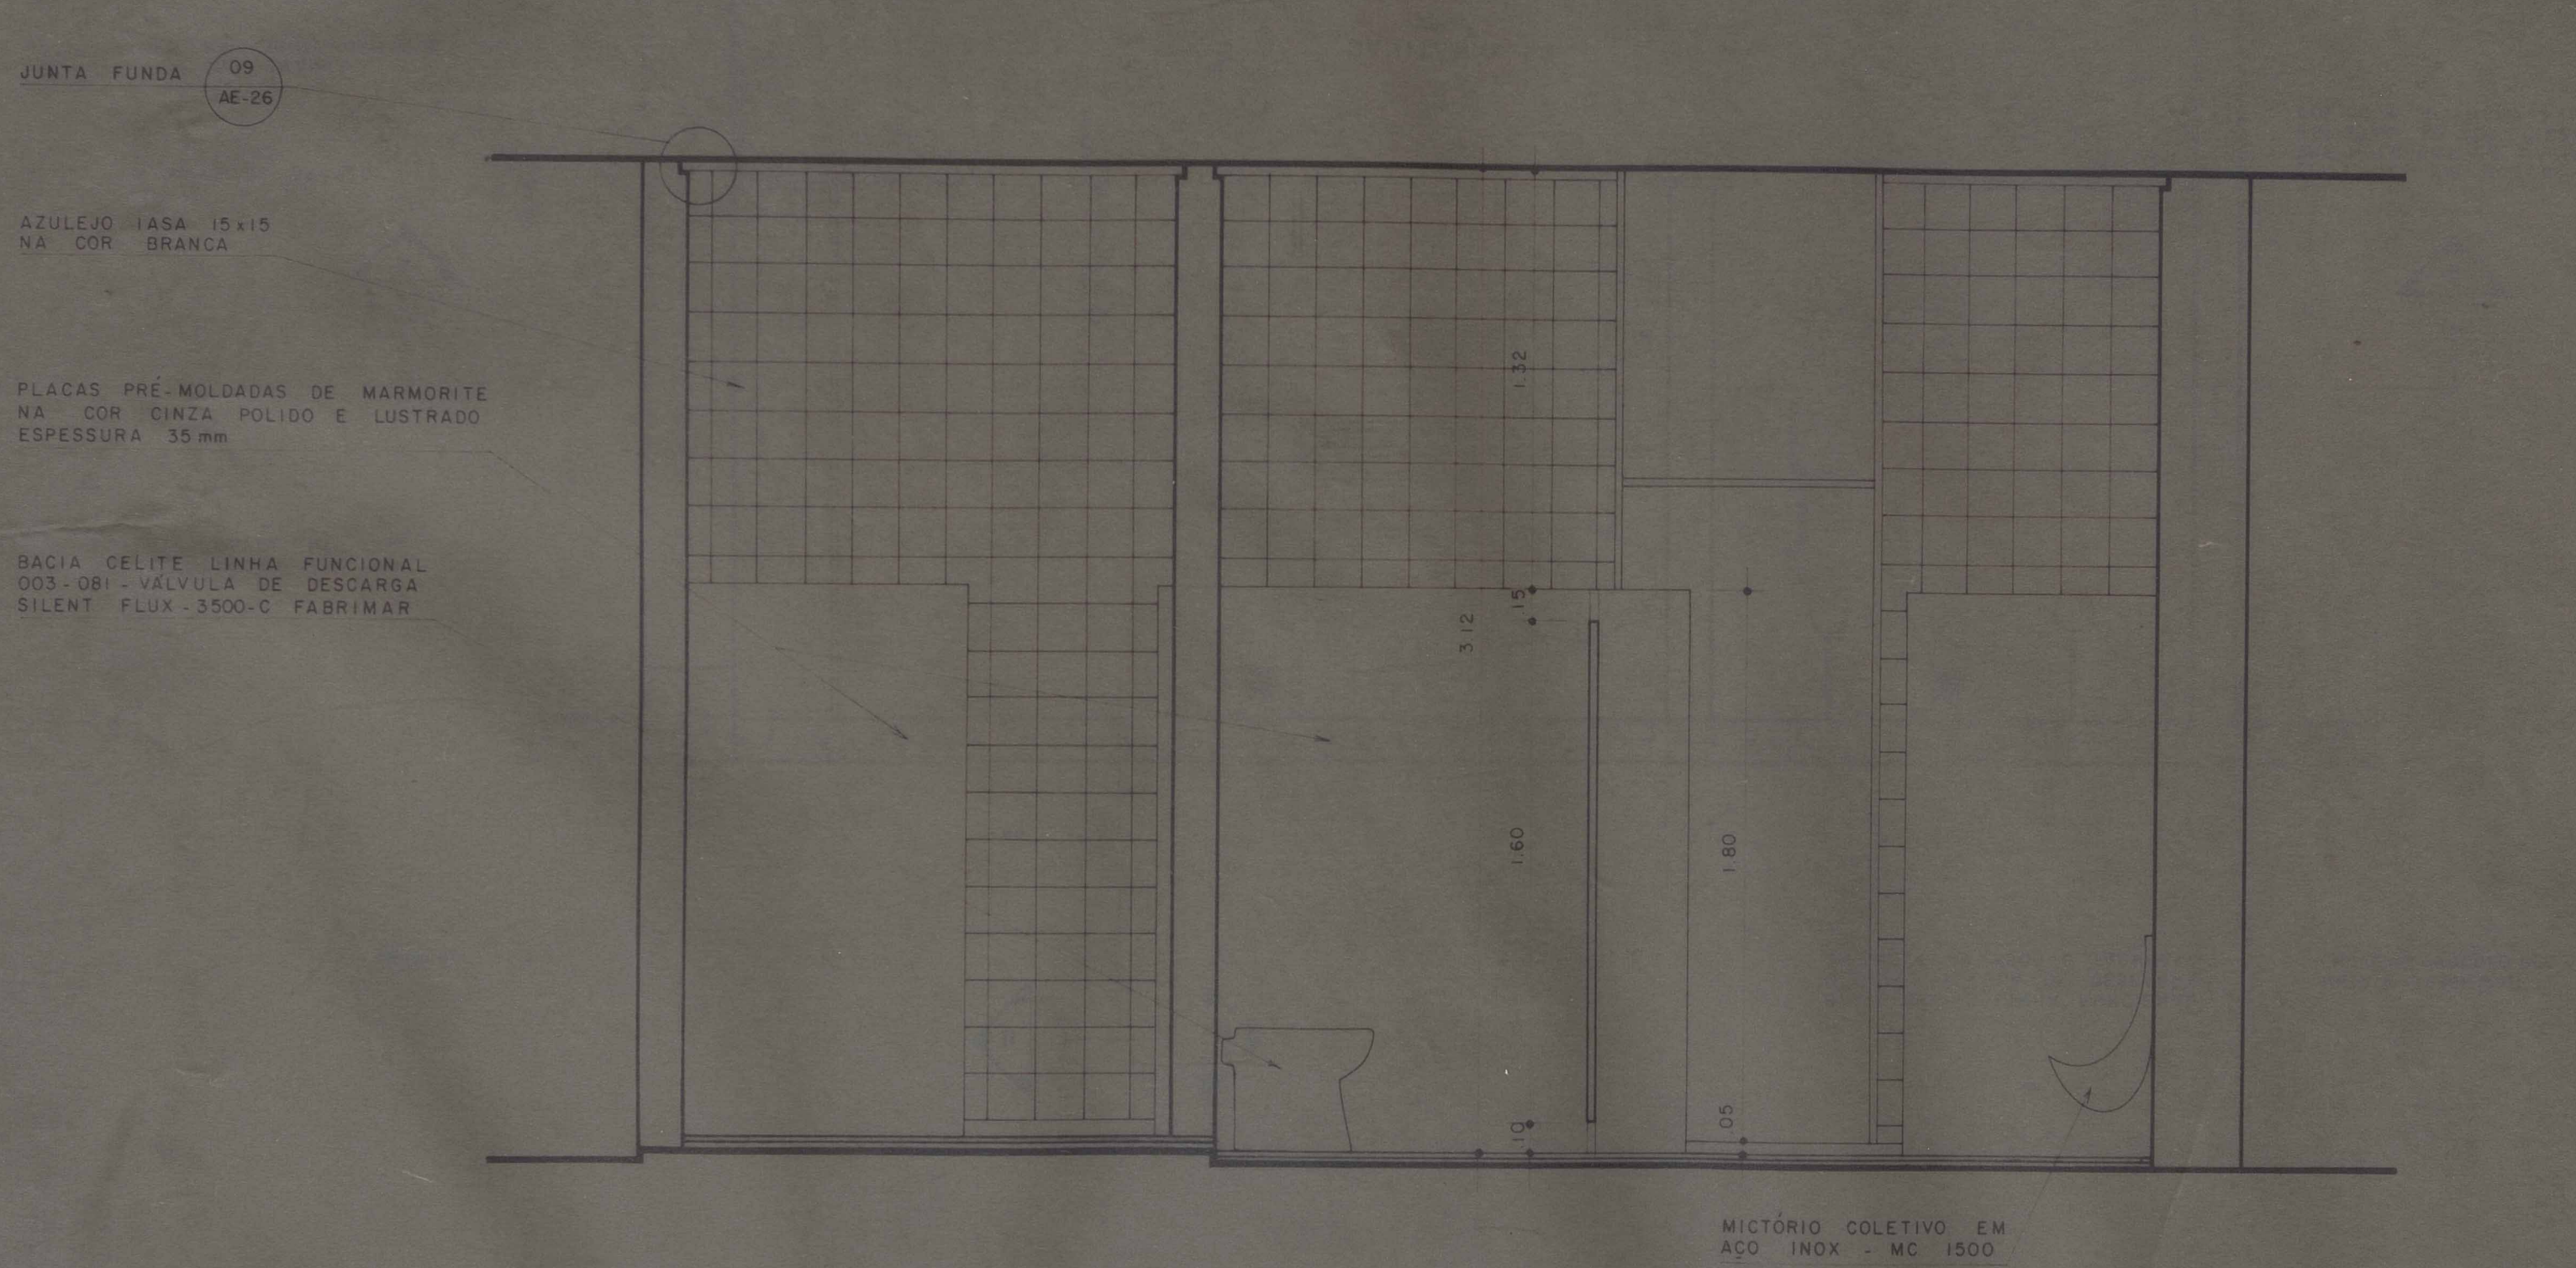 JUNTA FUNDA
09
AE-26
AZULEJO IASA 15x15
NA COR BRANCA
PLACAS PRÉ-MOLDADAS DE MARMORITE
NA COR CINZA POLIDO E LUSTRADO
ESPESSURA 35 mm
BACIA CELITE LINHA FUNCIONAL
003-081 - VÁLVULA DE DESCARGA
SILENT FLUX - 3500-C FABRIMAR
1.32
.15
3 12
1.60
1.80
.10
.05
MICTÓRIO COLETIVO EM
AÇO INOX - MC 1500